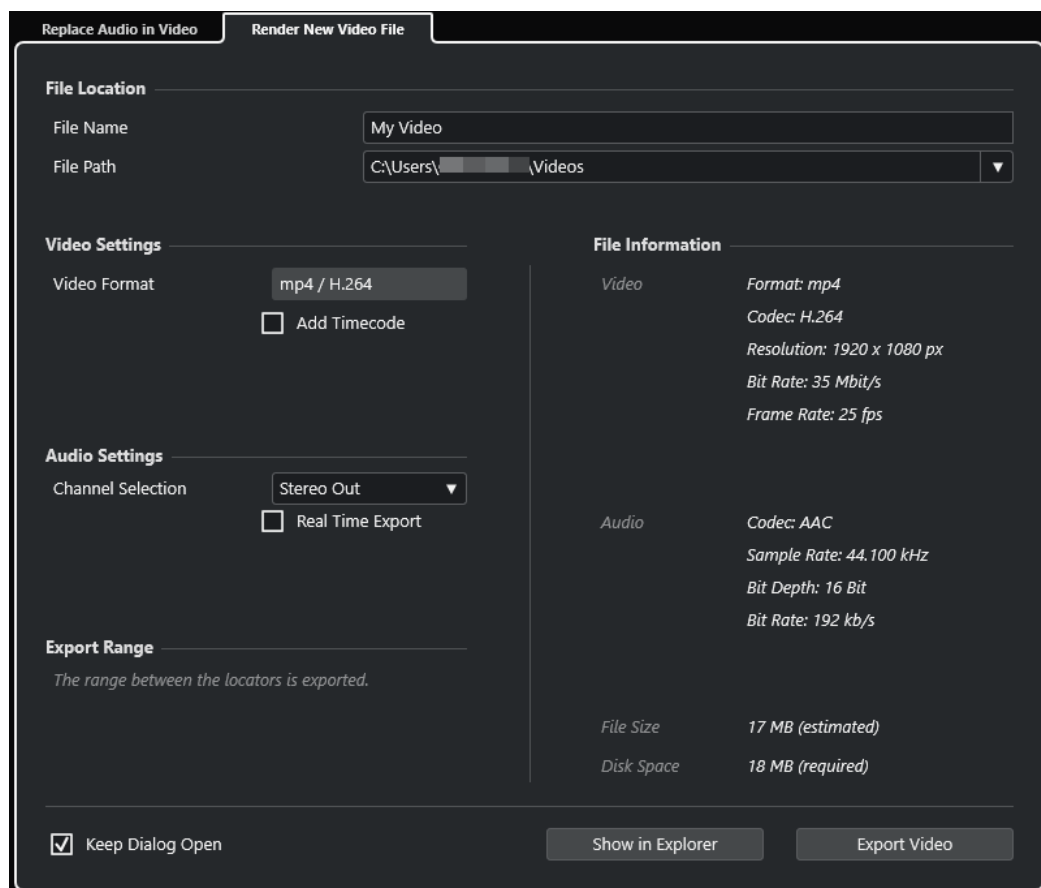 Replace Audio in Video
Render New Video File
File Location
File Name
My Video
File Path
C:\Users\ \Videos
Video Settings
Video Format
mp4 / H.264
Add Timecode
Audio Settings
Channel Selection
Stereo Out
Real Time Export
Export Range
The range between the locators is exported.
File Information
Video
Format: mp4
Codec: H.264
Resolution: 1920 x 1080 px
Bit Rate: 35 Mbit/s
Frame Rate: 25 fps
Audio
Codec: AAC
Sample Rate: 44.100 kHz
Bit Depth: 16 Bit
Bit Rate: 192 kb/s
File Size
17 MB (estimated)
Disk Space
18 MB (required)
Keep Dialog Open
Show in Explorer
Export Video